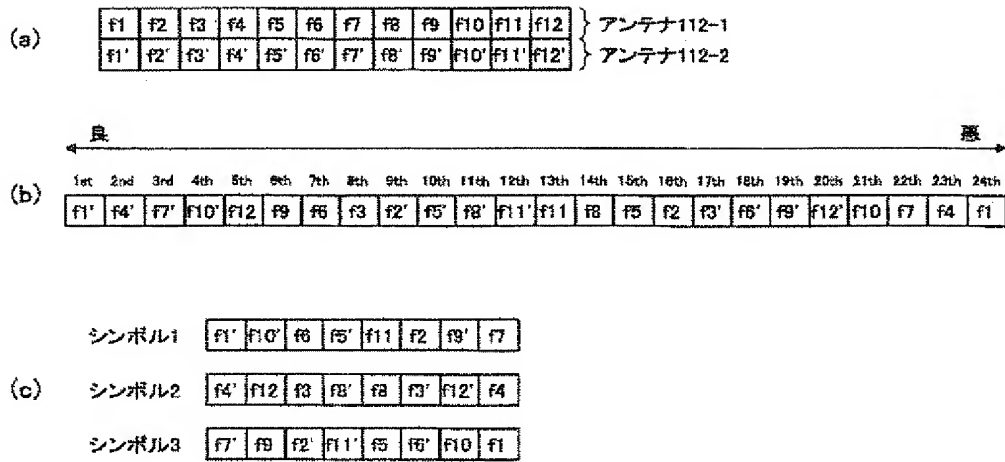 (a)
f1 f2 f3 f4 f5 f6 f7 f8 f9 f10 f11 f12 アンテナ112-1
f1' f2' f3' f4' f5' f6' f7' f8' f9' f10' f11' f12' アンテナ112-2
良 悪
1st 2nd 3rd 4th 5th 6th 7th 8th 9th 10th 11th 12th 13th 14th 15th 16th 17th 18th 19th 20th 21th 22th 23th 24th
(b)
f1' f4' f7' f10' f12 f9 f6 f3 f2' f5' f8' f11' f11 f8 f5 f2 f3' f6' f9' f12' f10 f7 f4 f1
シンボル1 f1' f10' f6 f5' f11 f2 f9' f7
(c) シンボル2 f4' f12 f3 f8' f8 f3' f12' f4
シンボル3 f7' f9 f2' f11' f5 f6' f10 f1